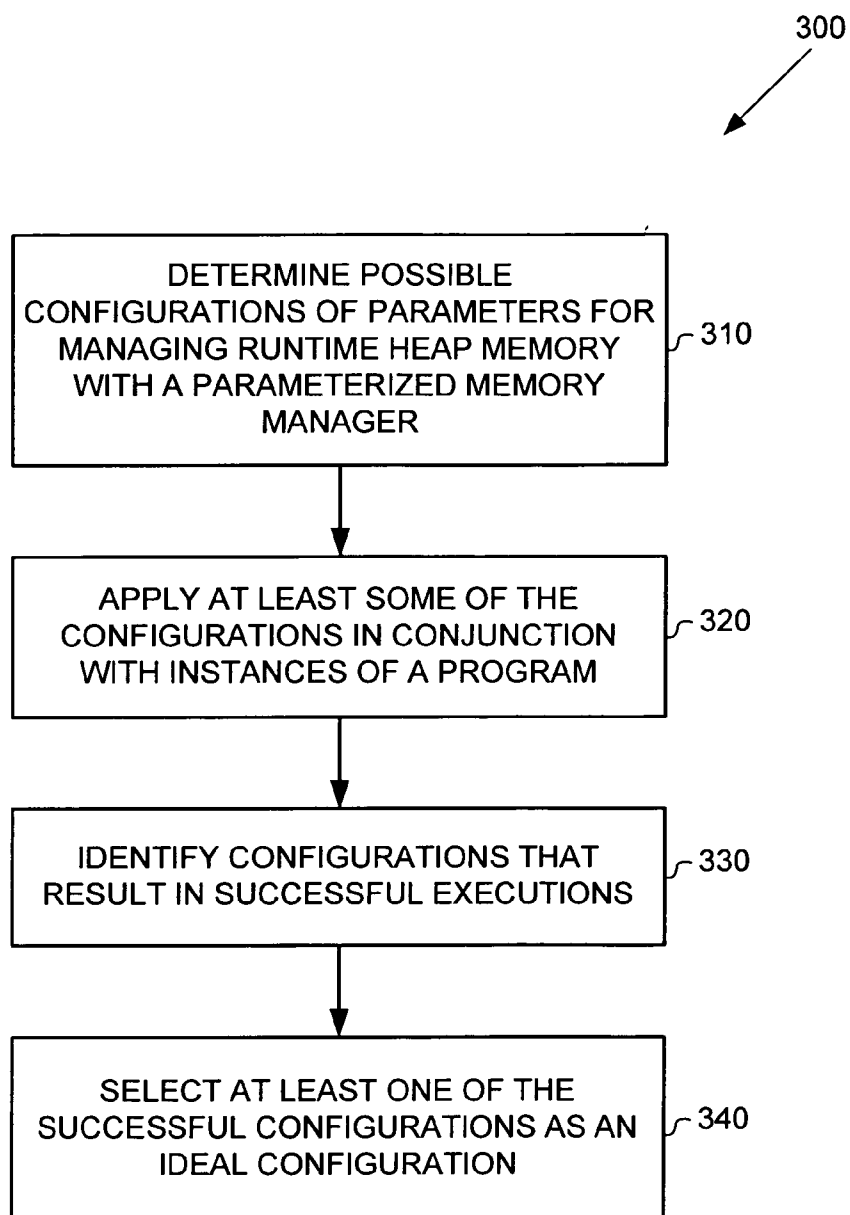 300
DETERMINE POSSIBLE
CONFIGURATIONS OF PARAMETERS FOR
MANAGING RUNTIME HEAP MEMORY
WITH A PARAMETERIZED MEMORY
MANAGER
310
APPLY AT LEAST SOME OF THE
CONFIGURATIONS IN CONJUNCTION
WITH INSTANCES OF A PROGRAM
320
IDENTIFY CONFIGURATIONS THAT
RESULT IN SUCCESSFUL EXECUTIONS
330
SELECT AT LEAST ONE OF THE
SUCCESSFUL CONFIGURATIONS AS AN
IDEAL CONFIGURATION
340